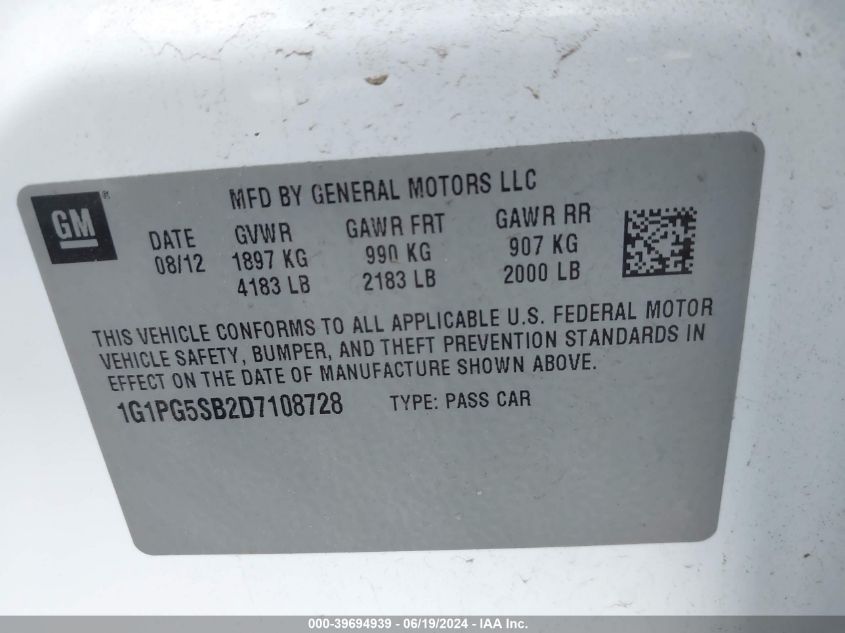 MFD BY GENERAL MOTORS LLC
GM®
DATE GVWR GAWR FRT GAWR RR
08/12 1897 KG 990 KG 907 KG
4183 LB 2183 LB 2000 LB
THIS VEHICLE CONFORMS TO ALL APPLICABLE U.S. FEDERAL MOTOR
VEHICLE SAFETY, BUMPER, AND THEFT PREVENTION STANDARDS IN
EFFECT ON THE DATE OF MANUFACTURE SHOWN ABOVE.
1G1PG5SB2D7108728 TYPE: PASS CAR
000-39694939 - 06/19/2024 - IAA Inc.